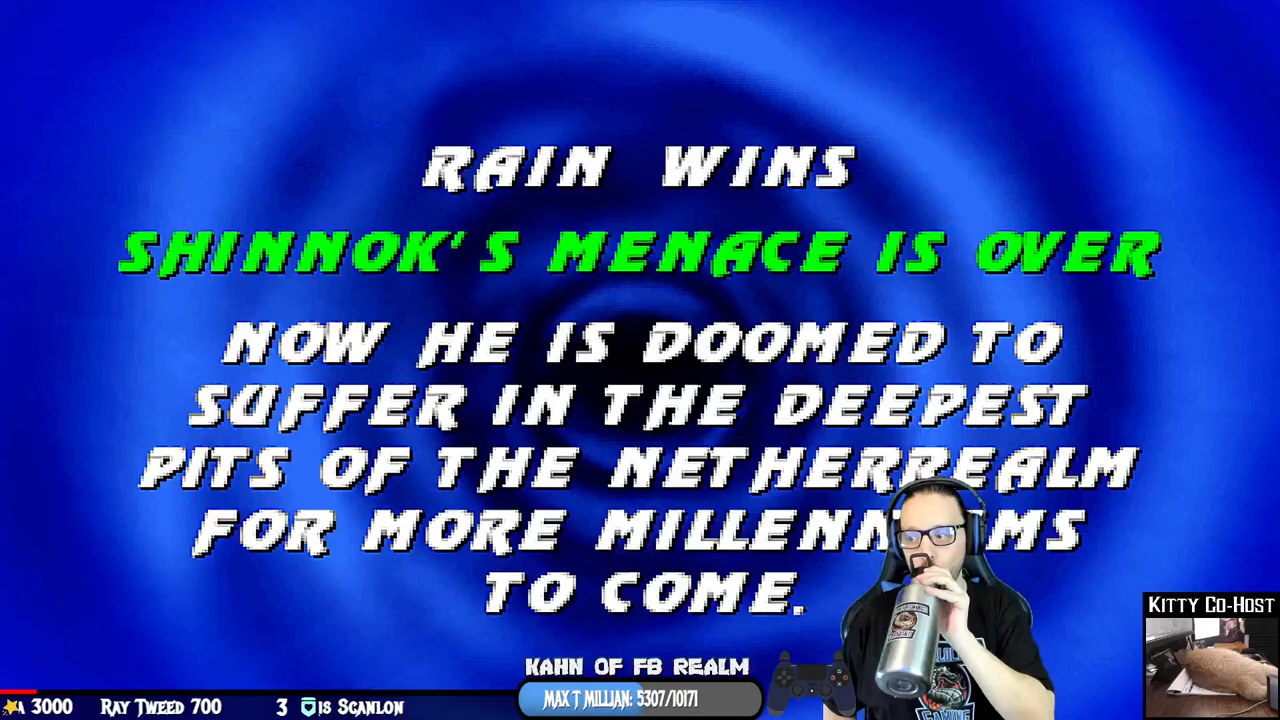 RAIN WINS
SHINNOK'S MENACE IS OVER
NOW HE IS DOOMED TO
SUFFER IN THE DEEPEST
PITS OF THE NETHERREALM
FOR MORE
TO COME.
KITTY CO-HOST
KAHN OF FB REALM
MAX T MILLIAN: 5307/10171
A 3000 RAY TWEED 700 3 IS SCANLON
GAMING